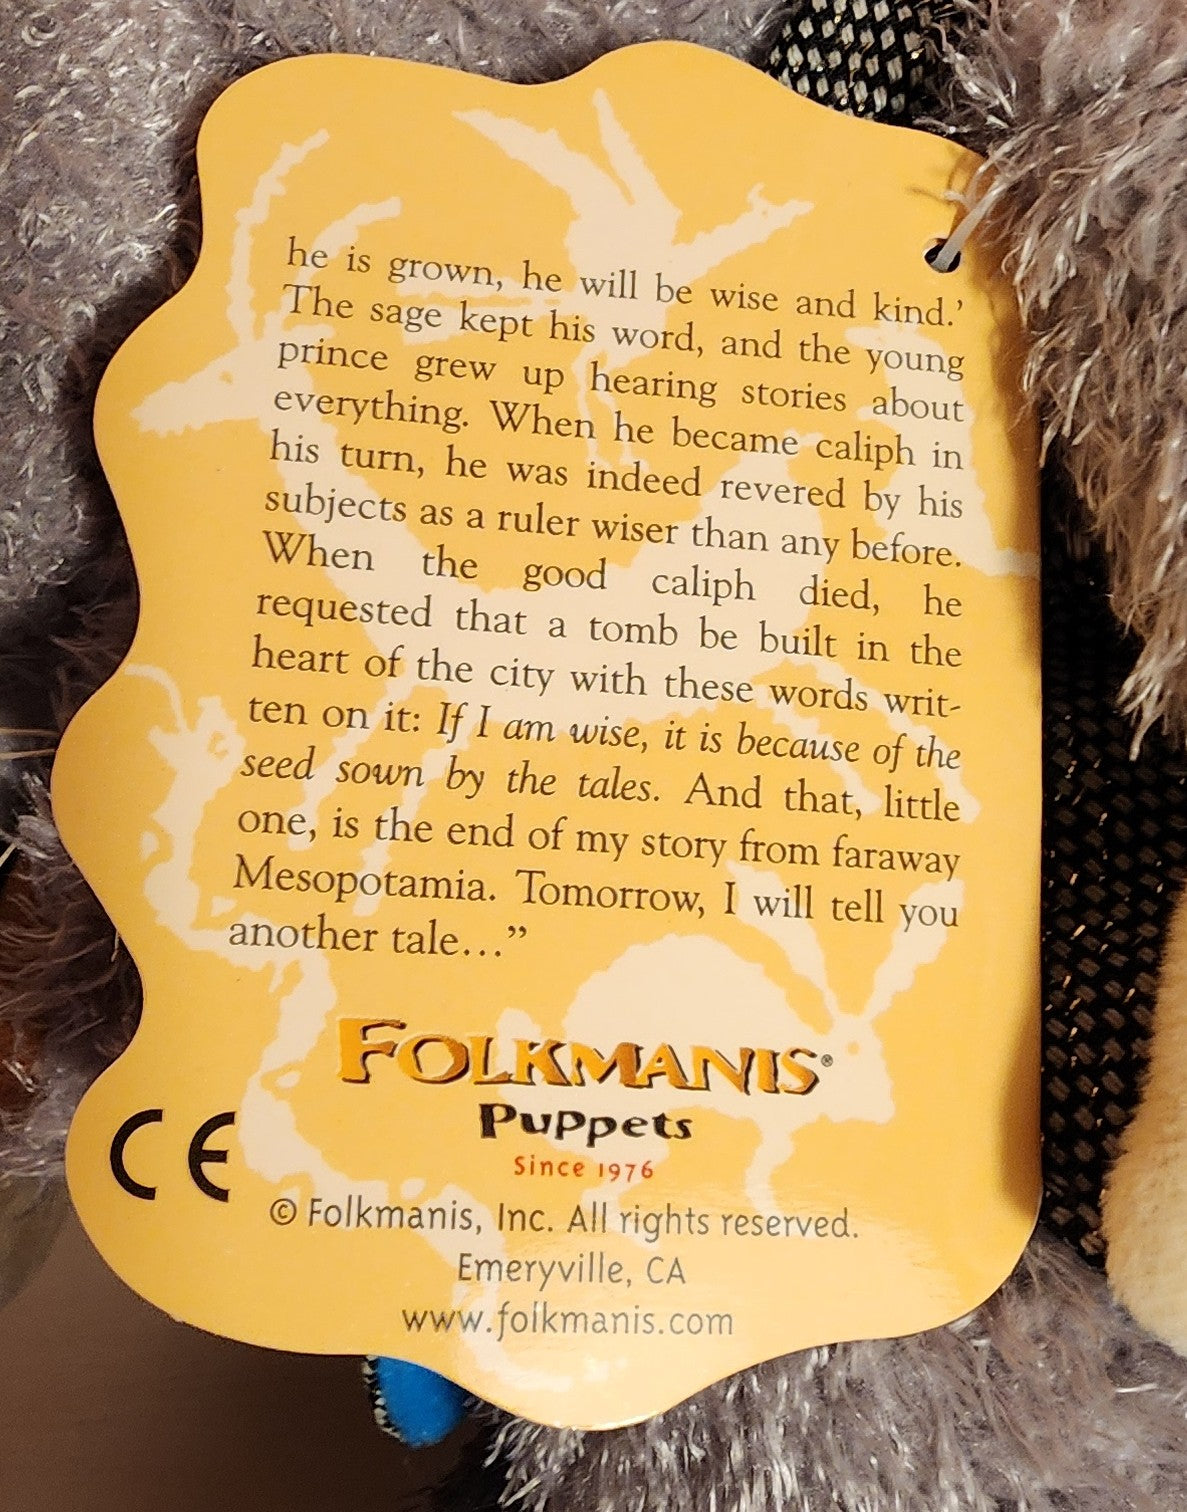 he is grown, he will be wise and kind.’
The sage kept his word, and the young
prince grew up hearing stories about
everything. When he became caliph in
his turn, he was indeed revered by his
subjects as a ruler wiser than any before.
When the good caliph died, he
requested that a tomb be built in the
heart of the city with these words writ-
ten on it: If I am wise, it is because of the
seed sown by the tales. And that, little
one, is the end of my story from faraway
Mesopotamia. Tomorrow, I will tell you
another tale…”
FOLKMANIS®
Puppets
Since 1976
CE
© Folkmanis, Inc. All rights reserved.
Emeryville, CA
www.folkmanis.com